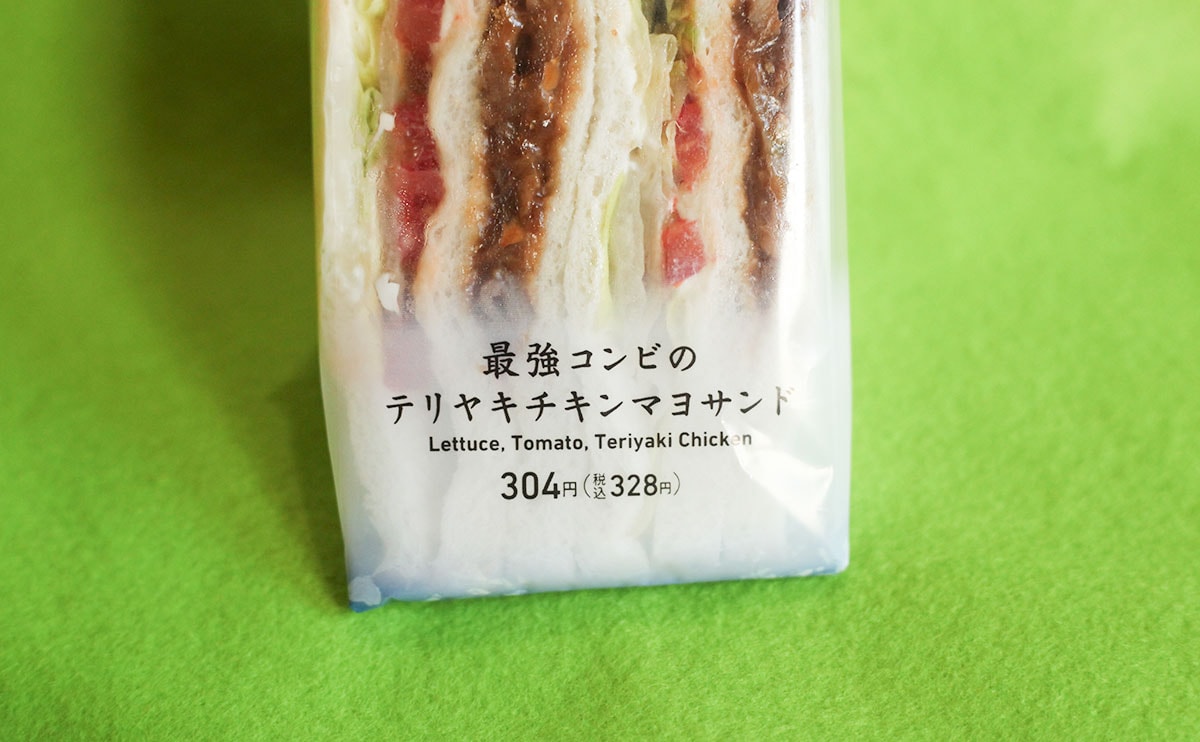 最強コンビの
テリヤキチキンマヨサンド
Lettuce, Tomato, Teriyaki Chicken
304円(税込328円)